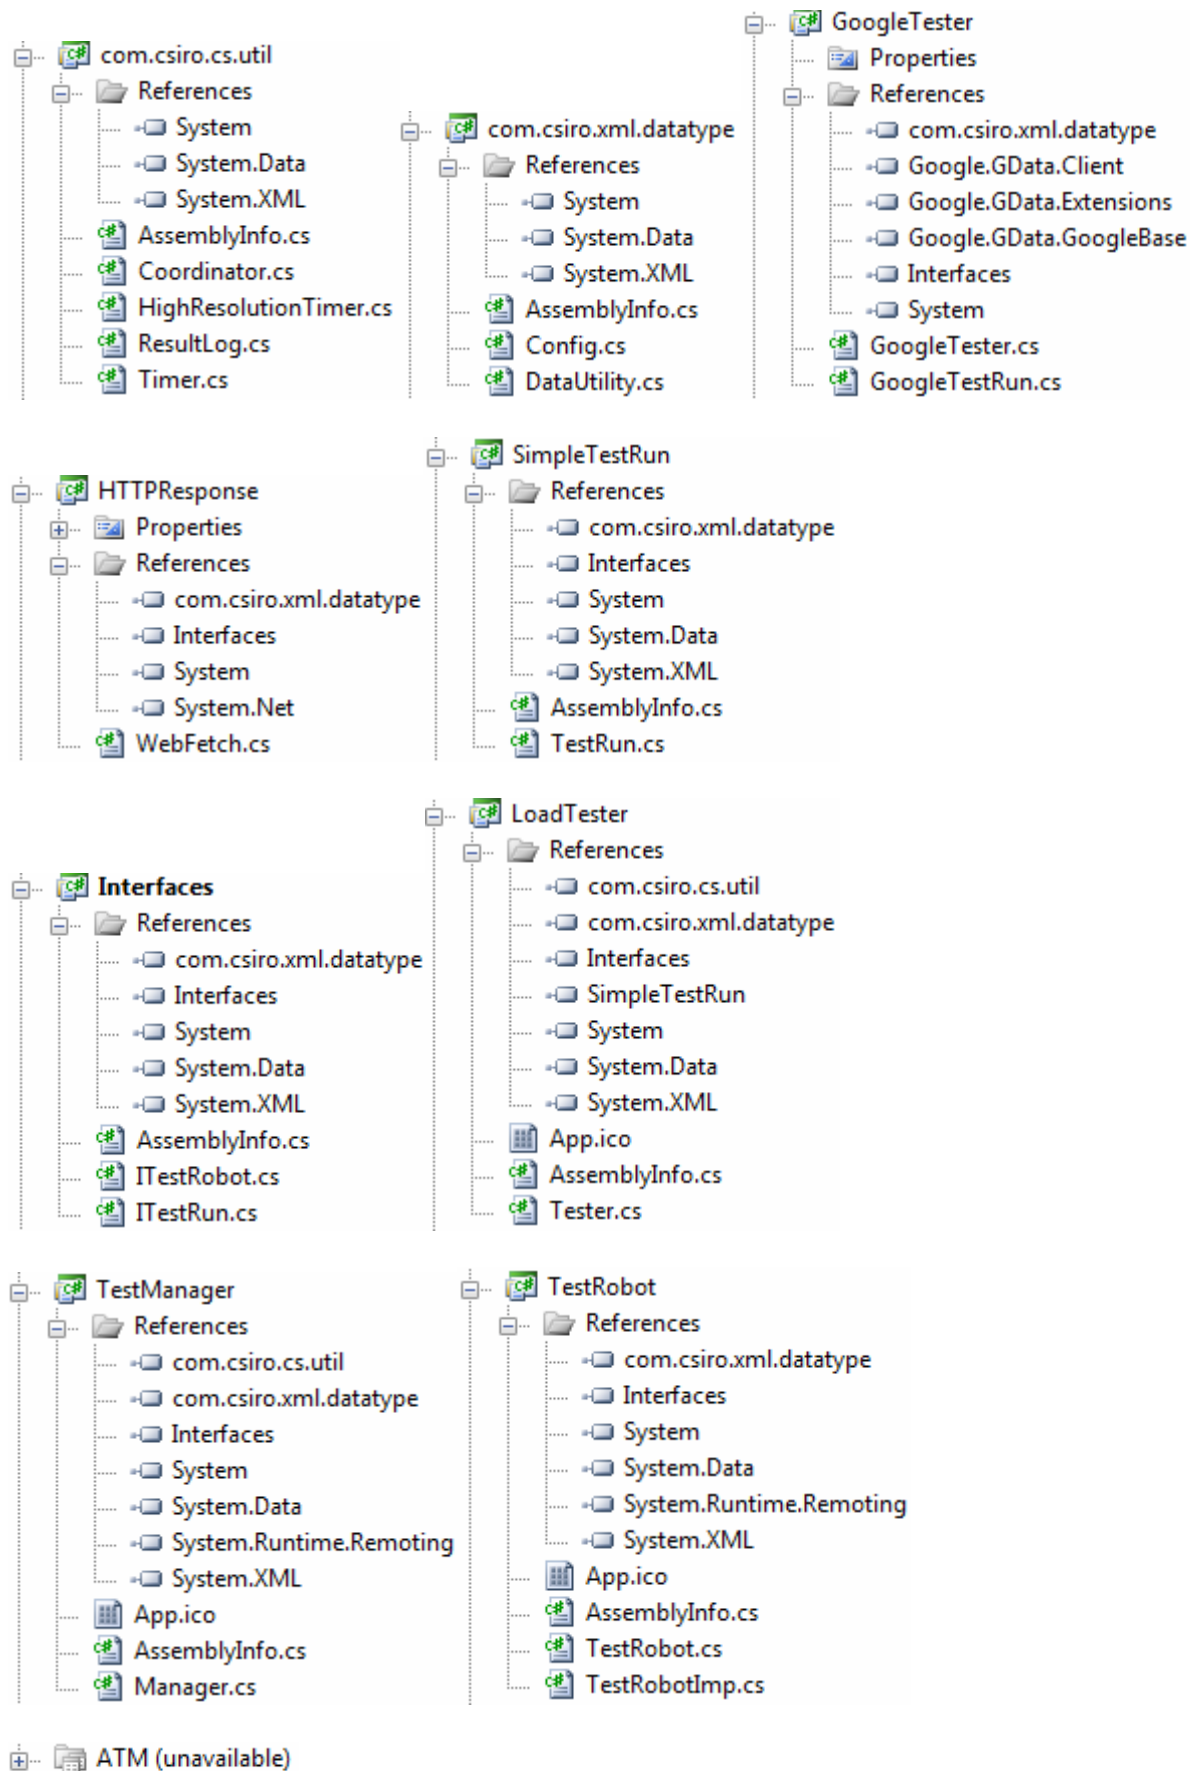 com.csiro.cs.util
References
System
System.Data
System.XML
AssemblyInfo.cs
Coordinator.cs
HighResolutionTimer.cs
ResultLog.cs
Timer.cs
com.csiro.xml.datatype
References
System
System.Data
System.XML
AssemblyInfo.cs
Config.cs
DataUtility.cs
GoogleTester
Properties
References
com.csiro.xml.datatype
Google.GData.Client
Google.GData.Extensions
Google.GData.GoogleBase
Interfaces
System
GoogleTester.cs
GoogleTestRun.cs
HTTPResponse
Properties
References
com.csiro.xml.datatype
Interfaces
System
System.Net
WebFetch.cs
SimpleTestRun
References
com.csiro.xml.datatype
Interfaces
System
System.Data
System.XML
AssemblyInfo.cs
TestRun.cs
Interfaces
References
com.csiro.xml.datatype
Interfaces
System
System.Data
System.XML
AssemblyInfo.cs
ITestRobot.cs
ITestRun.cs
LoadTester
References
com.csiro.cs.util
com.csiro.xml.datatype
Interfaces
SimpleTestRun
System
System.Data
System.XML
App.ico
AssemblyInfo.cs
Tester.cs
TestManager
References
com.csiro.cs.util
com.csiro.xml.datatype
Interfaces
System
System.Data
System.Runtime.Remoting
System.XML
App.ico
AssemblyInfo.cs
Manager.cs
TestRobot
References
com.csiro.xml.datatype
Interfaces
System
System.Data
System.Runtime.Remoting
System.XML
App.ico
AssemblyInfo.cs
TestRobot.cs
TestRobotImp.cs
ATM (unavailable)